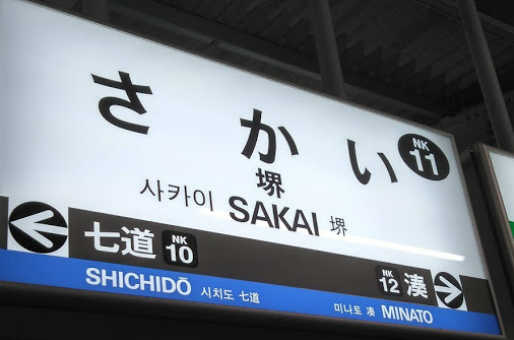 さかい
NK
11
堺
사카이 SAKAI 堺
七道 NK 10
NK 12 湊
SHICHIDŌ 시치도 七道
미나토 凑 MINATO